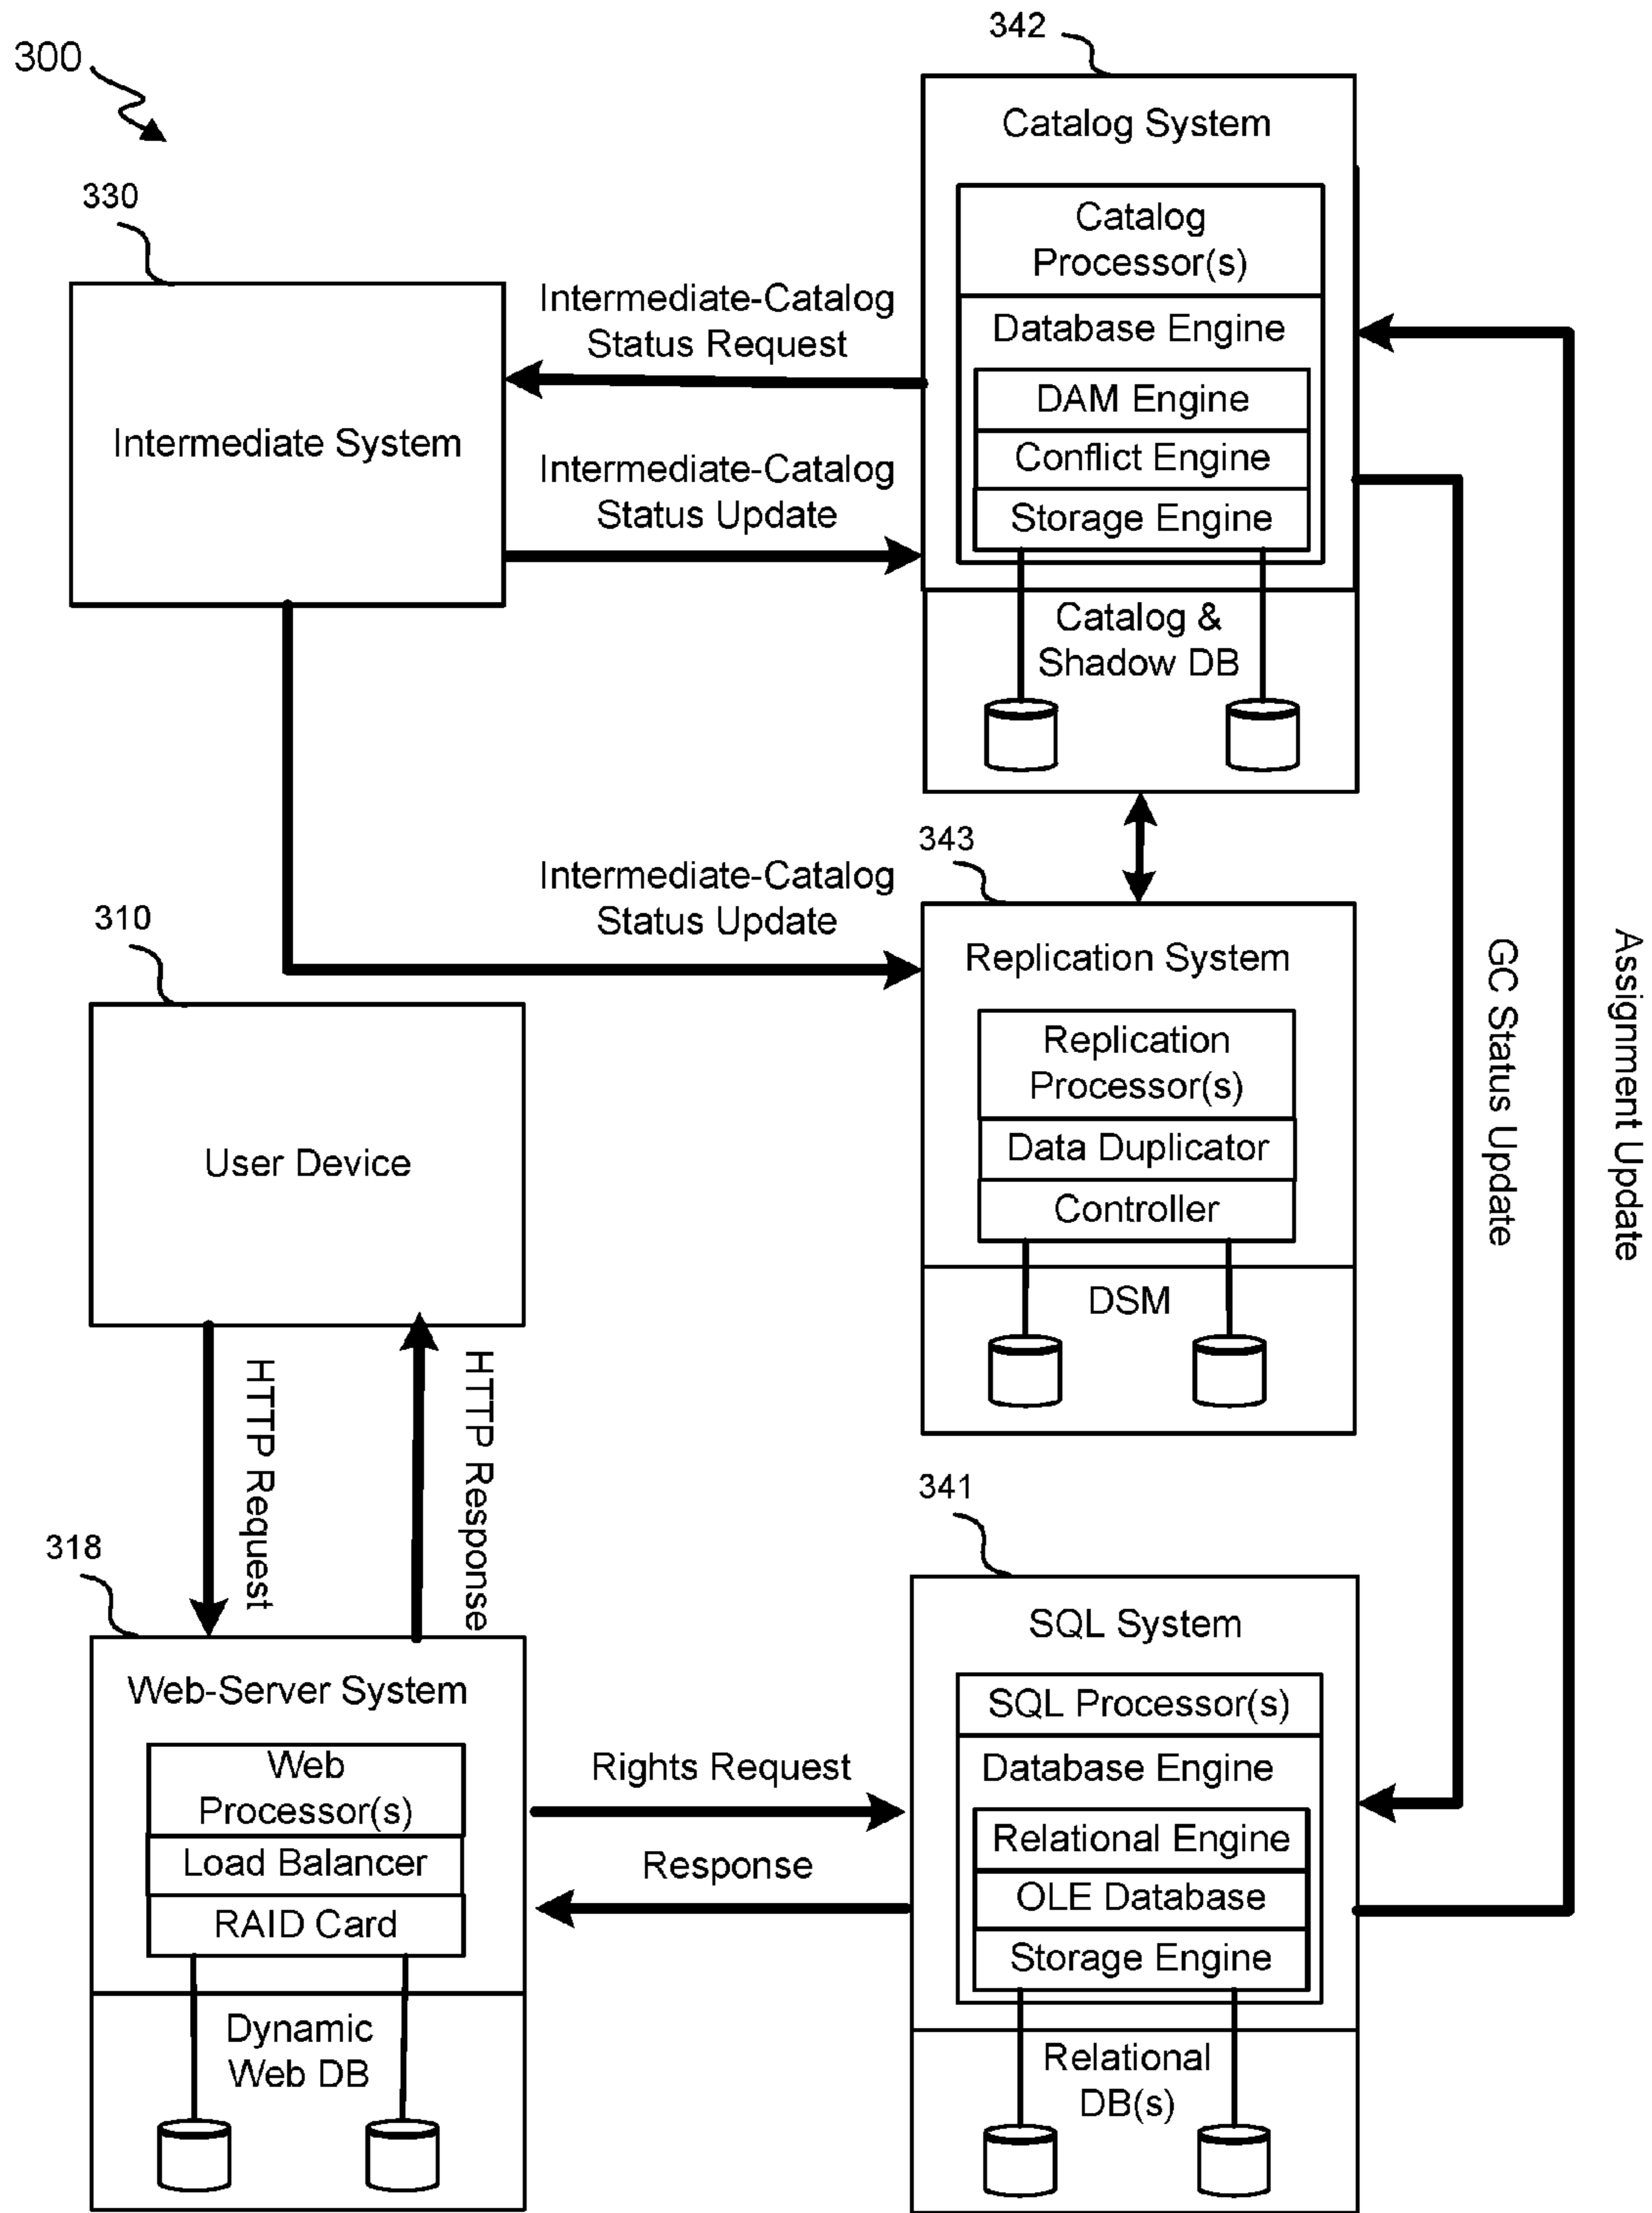 300
342
Catalog System
Catalog
Processor(s)
Database Engine
DAM Engine
Conflict Engine
Storage Engine
Catalog &
Shadow DB
330
Intermediate System
Intermediate-Catalog
Status Request
Intermediate-Catalog
Status Update
Intermediate-Catalog
Status Update
343
Replication System
Replication
Processor(s)
Data Duplicator
Controller
DSM
GC Status Update
Assignment Update
310
User Device
HTTP Request
HTTP Response
318
Web-Server System
Web
Processor(s)
Load Balancer
RAID Card
Dynamic
Web DB
Rights Request
Response
341
SQL System
SQL Processor(s)
Database Engine
Relational Engine
OLE Database
Storage Engine
Relational
DB(s)